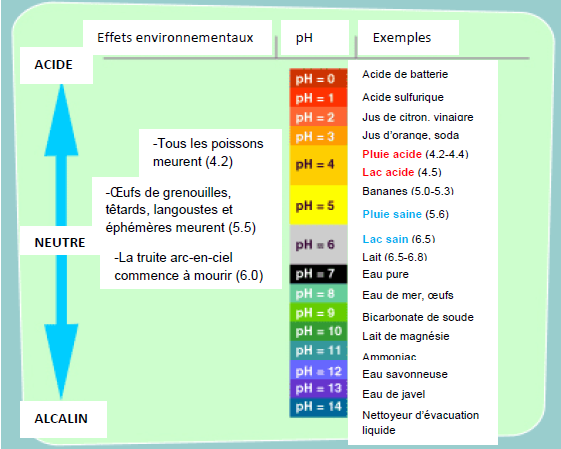 Effets environnementaux
pH
Exemples
ACIDE
NEUTRE
ALCALIN
-Tous les poissons
meurent (4.2)
-Œufs de grenouilles,
têtards, langoustes et
éphémères meurent (5.5)
-La truite arc-en-ciel
commence à mourir (6.0)
pH = 0
pH = 1
pH = 2
pH = 3
pH = 4
pH = 5
pH = 6
pH = 7
pH = 8
pH = 9
pH = 10
pH = 11
pH = 12
pH = 13
pH = 14
Acide de batterie
Acide sulfurique
Jus de citron, vinaigre
Jus d'orange, soda
Pluie acide (4.2-4.4)
Lac acide (4.5)
Bananes (5.0-5.3)
Pluie saine (5.6)
Lac sain (6.5)
Lait (6.5-6.8)
Eau pure
Eau de mer, œufs
Bicarbonate de soude
Lait de magnésie
Ammoniac
Eau savonneuse
Eau de javel
Nettoyeur d'évacuation
liquide